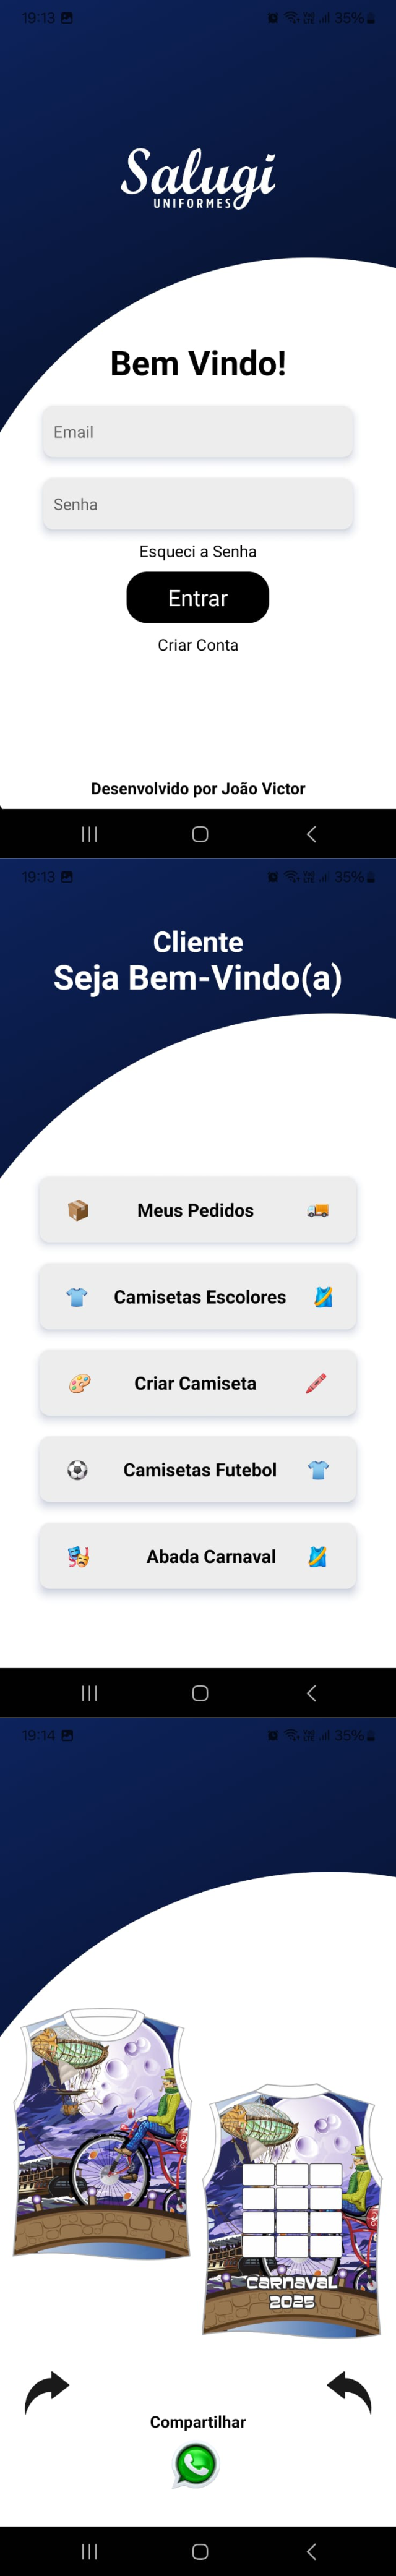 19:13
35%
Salugi
UNIFORMES
Bem Vindo!
Email
Senha
Esqueci a Senha
Entrar
Criar Conta
Desenvolvido por João Victor
19:13
35%
Cliente
Seja Bem-Vindo(a)
Meus Pedidos
Camisetas Escolores
Criar Camiseta
Camisetas Futebol
Abada Carnaval
19:14
35%
CARNAVAL
2025
Compartilhar